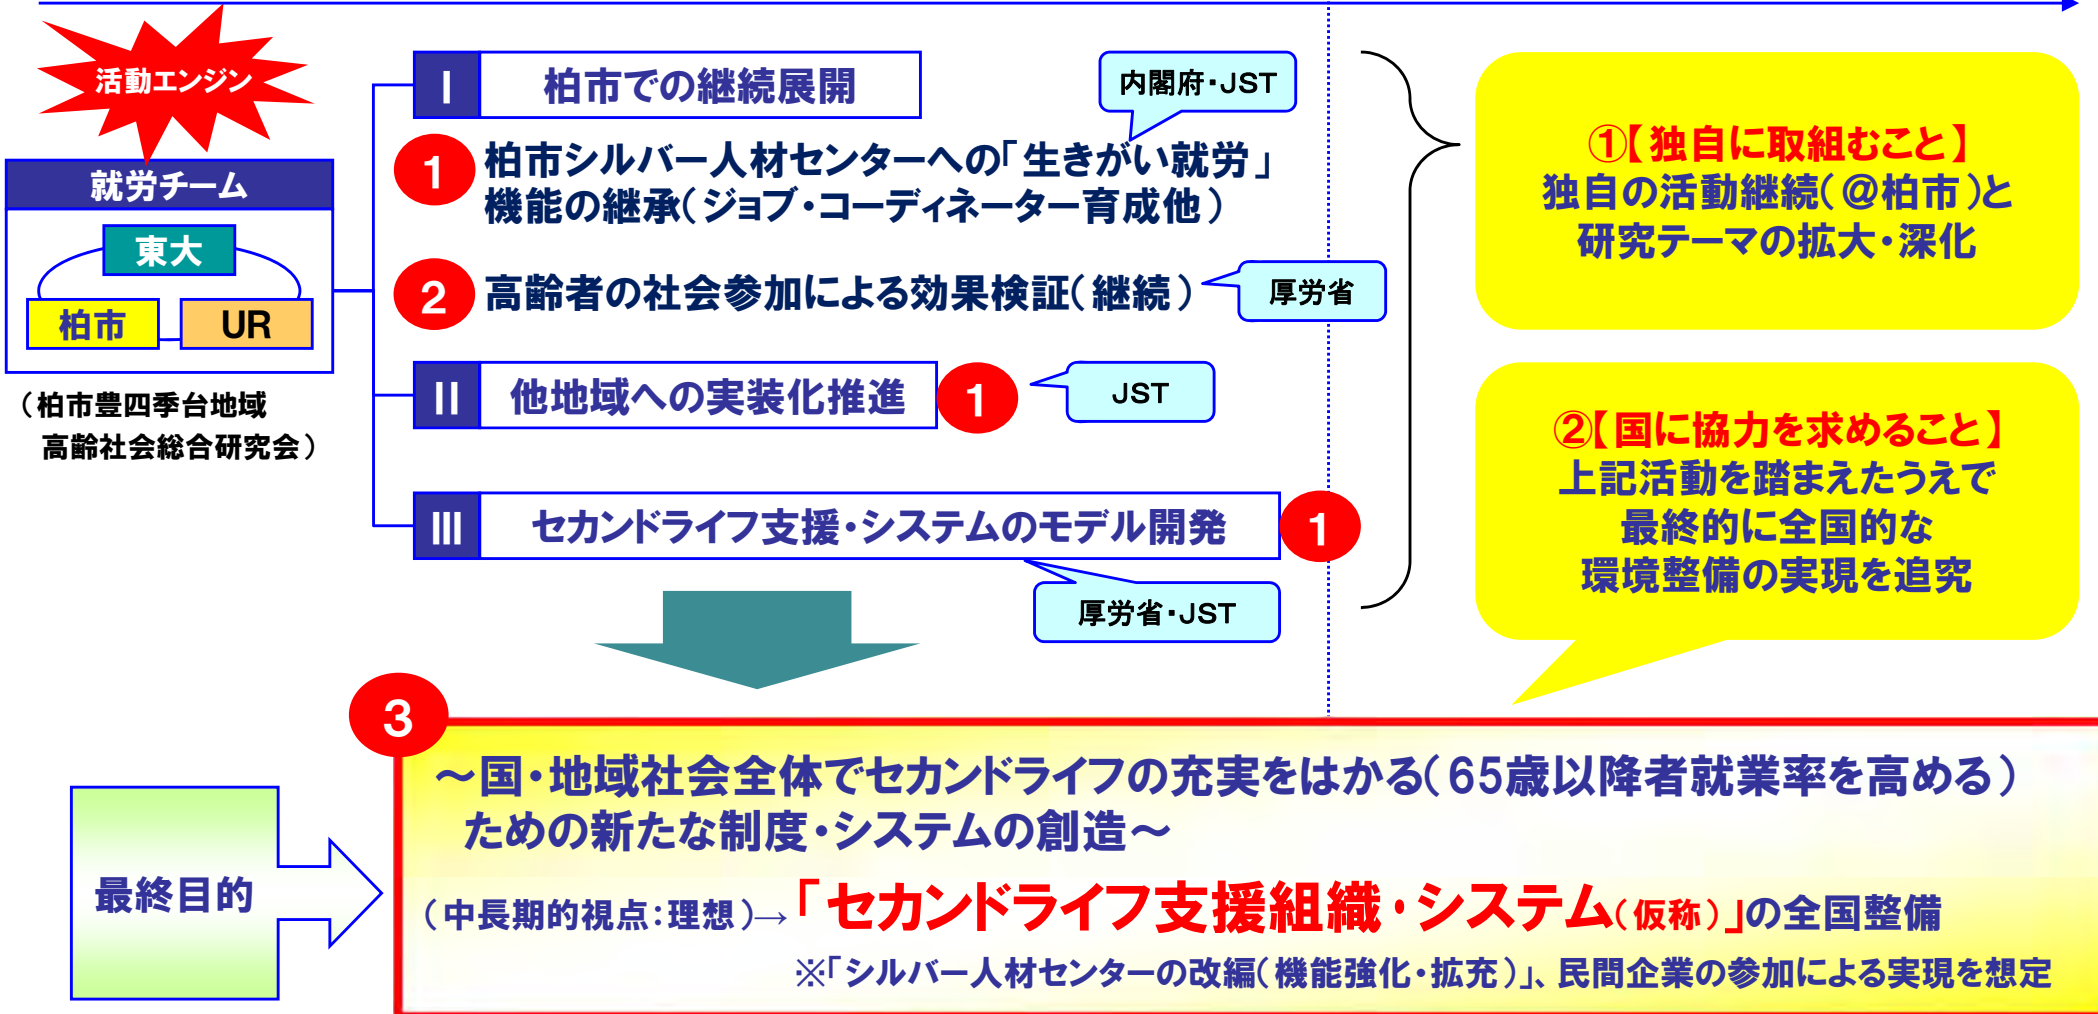 活動エンジン
就労チーム
東大
柏市
UR
（柏市豊四季台地域
高齢社会総合研究会）
I 柏市での継続展開
内閣府・JST
1 柏市シルバー人材センターへの「生きがい就労」
機能の継承（ジョブ・コーディネーター育成他）
2 高齢者の社会参加による効果検証（継続）
厚労省
II 他地域への実装化推進 1
JST
III セカンドライフ支援・システムのモデル開発 1
厚労省・JST
①【独自に取組むこと】
独自の活動継続（＠柏市）と
研究テーマの拡大・深化
②【国に協力を求めること】
上記活動を踏まえたうえで
最終的に全国的な
環境整備の実現を追究
3
最終目的
～国・地域社会全体でセカンドライフの充実をはかる（65歳以降者就業率を高める）
ための新たな制度・システムの創造～
（中長期的視点：理想）→「セカンドライフ支援組織・システム（仮称）」の全国整備
※「シルバー人材センターの改編（機能強化・拡充）」、民間企業の参加による実現を想定